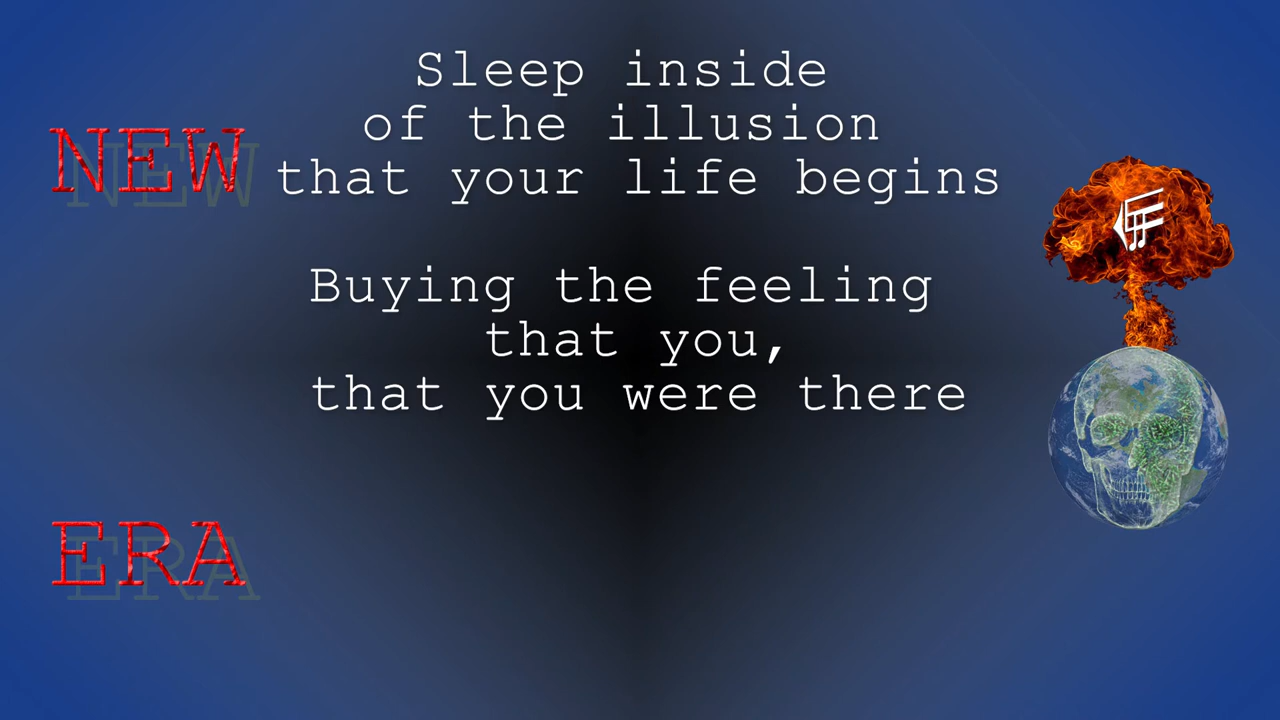 NEW
Sleep inside
of the illusion
that your life begins
Buying the feeling
that you,
that you were there
ERA